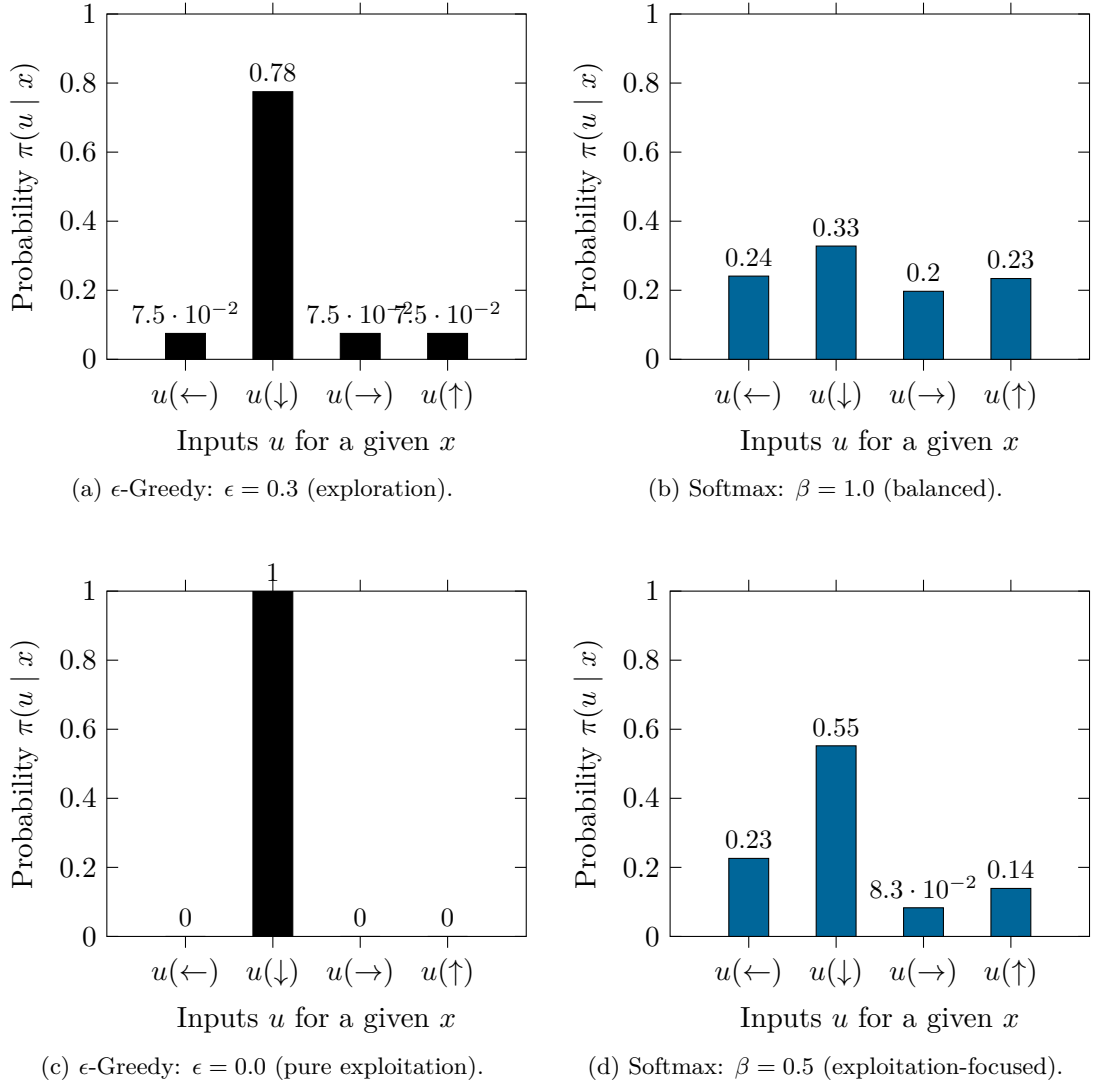 Probability π(u | x)
1
0.8
0.6
0.4
0.2
0
7.5 · 10−2
0.78
7.5 · 10−2
7.5 · 10−2
u(←) u(↓) u(→) u(↑)
Inputs u for a given x
(a) ϵ-Greedy: ϵ = 0.3 (exploration).
Probability π(u | x)
1
0.8
0.6
0.4
0.2
0
0.24
0.33
0.2
0.23
u(←) u(↓) u(→) u(↑)
Inputs u for a given x
(b) Softmax: β = 1.0 (balanced).
Probability π(u | x)
1
0.8
0.6
0.4
0.2
0
0
1
0
0
u(←) u(↓) u(→) u(↑)
Inputs u for a given x
(c) ϵ-Greedy: ϵ = 0.0 (pure exploitation).
Probability π(u | x)
1
0.8
0.6
0.4
0.2
0
0.23
0.55
8.3 · 10−2
0.14
u(←) u(↓) u(→) u(↑)
Inputs u for a given x
(d) Softmax: β = 0.5 (exploitation-focused).